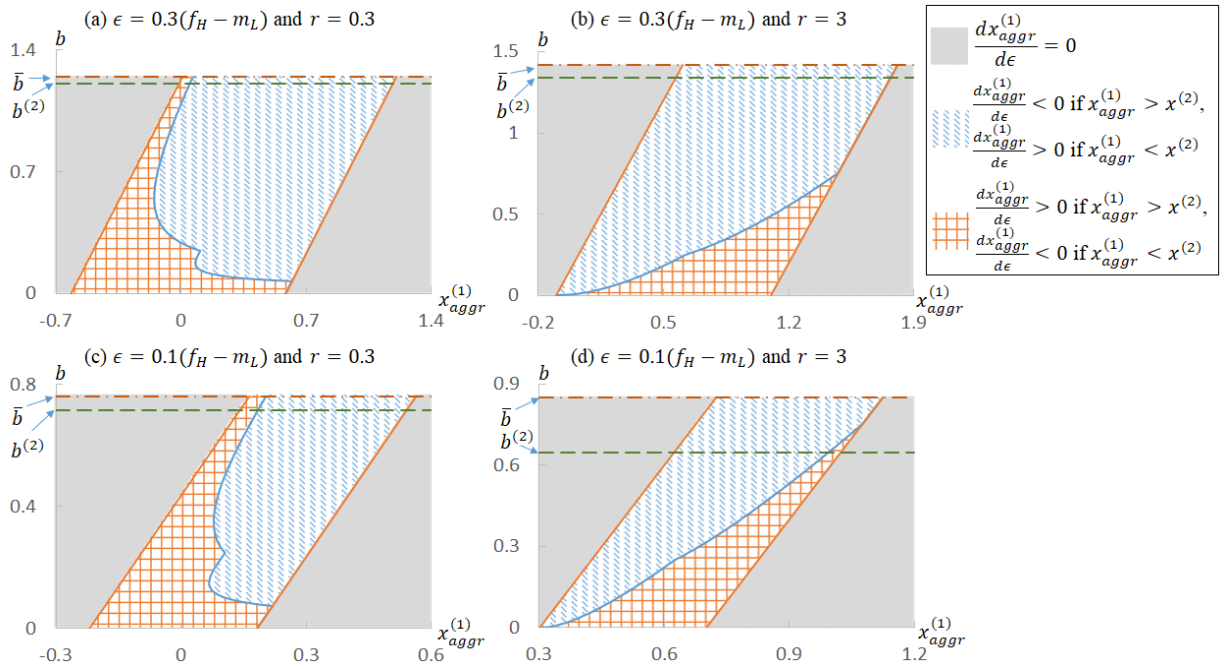 (a) ϵ = 0.3(f_H − m_L) and r = 0.3
b
1.4
b̄
b^(2)
0.7
0
-0.7 0 0.7 1.4
x_aggr^(1)
(b) ϵ = 0.3(f_H − m_L) and r = 3
b
1.5
b̄
b^(2)
1
0.5
0
-0.2 0.5 1.2 1.9
x_aggr^(1)
dx_aggr^(1)/dϵ = 0
dx_aggr^(1)/dϵ < 0 if x_aggr^(1) > x^(2),
dx_aggr^(1)/dϵ > 0 if x_aggr^(1) < x^(2)
dx_aggr^(1)/dϵ > 0 if x_aggr^(1) > x^(2),
dx_aggr^(1)/dϵ < 0 if x_aggr^(1) < x^(2)
(c) ϵ = 0.1(f_H − m_L) and r = 0.3
b
0.8
b̄
b^(2)
0.4
0
-0.3 0 0.3 0.6
x_aggr^(1)
(d) ϵ = 0.1(f_H − m_L) and r = 3
b
0.9
b̄
b^(2)
0.6
0.3
0
0.3 0.6 0.9 1.2
x_aggr^(1)